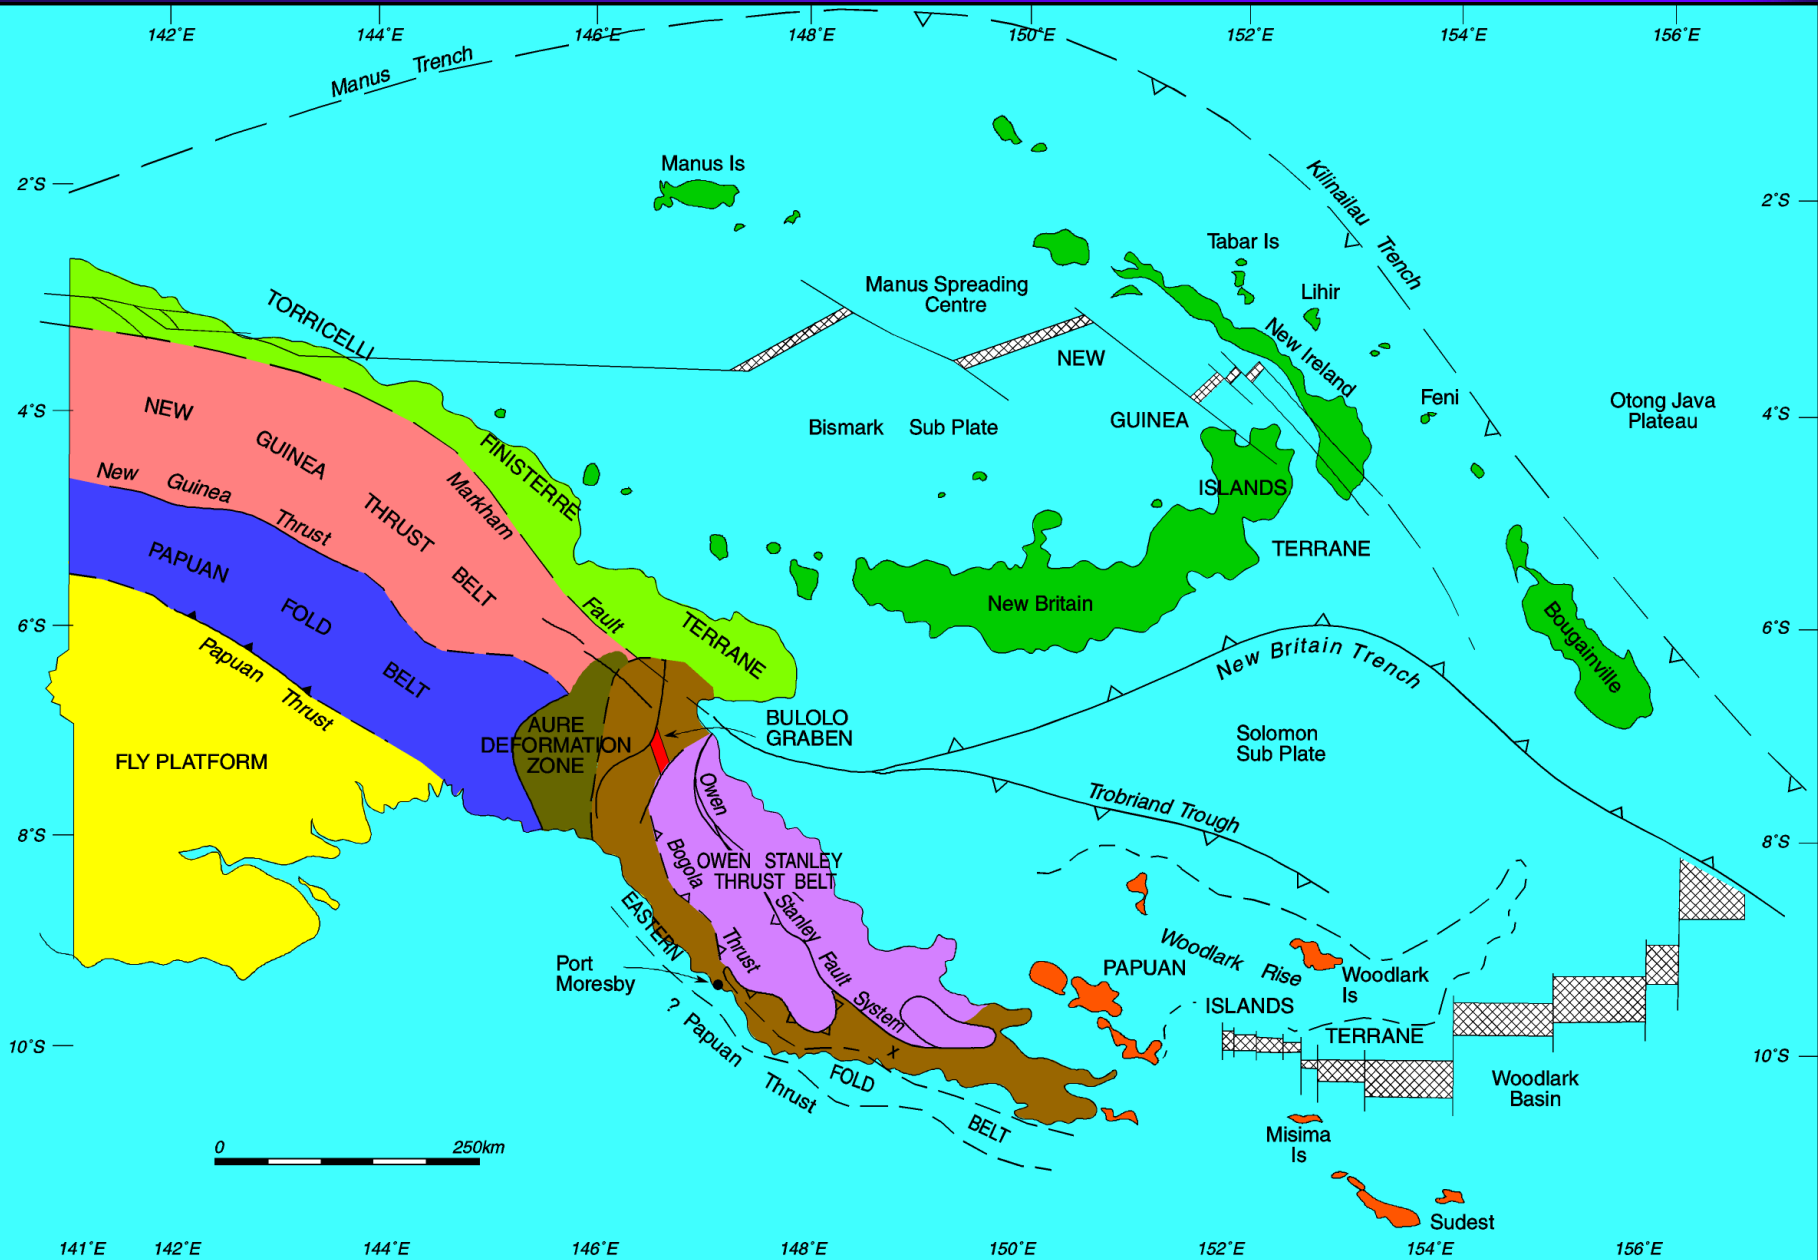 142°E 144°E 146°E 148°E 150°E 152°E 154°E 156°E
Manus Trench
Manus Is
2°S
2°S
Kilinailau Trench
Tabar Is
Lihir
Manus Spreading
Centre
TORRICELLI
New Ireland
NEW
Feni
Otong Java
Plateau
4°S
4°S
NEW
GUINEA
THRUST
BELT
GUINEA
Bismark Sub Plate
FINISTERRE
Markham
Fault
TERRANE
New Guinea Thrust
ISLANDS
TERRANE
PAPUAN
FOLD
BELT
New Britain
Bougainville
6°S
6°S
Papuan Thrust
New Britain Trench
AURE
DEFORMATION
ZONE
BULOLO
GRABEN
Solomon
Sub Plate
FLY PLATFORM
Owen
Trobriand Trough
8°S
8°S
Bogola
OWEN STANLEY
THRUST BELT
EASTERN
Stanley
Thrust
Fault
System
Port
Moresby
Woodlark Rise
PAPUAN
Woodlark
Is
ISLANDS
TERRANE
? Papuan Thrust
x
10°S
10°S
FOLD
BELT
Woodlark
Basin
Misima
Is
0 250km
Sudest
141°E 142°E 144°E 146°E 148°E 150°E 152°E 154°E 156°E